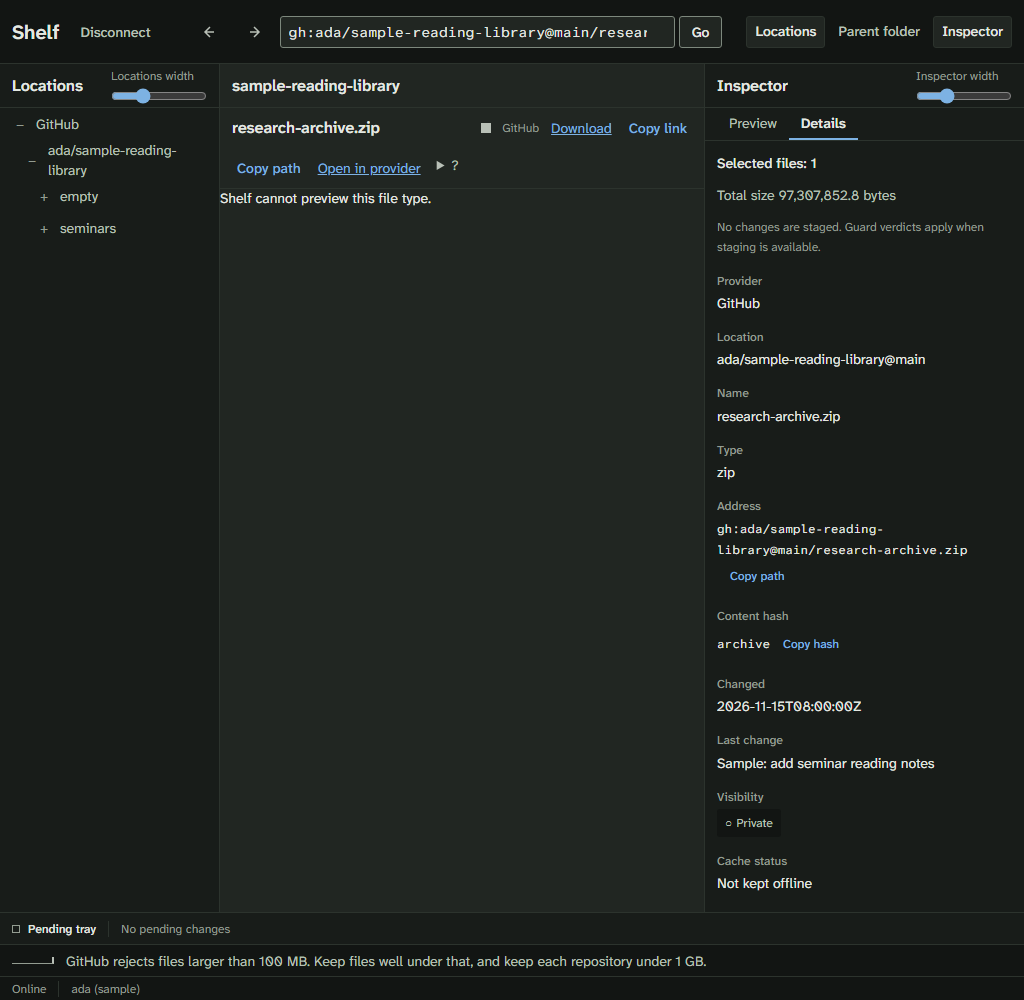 Shelf Disconnect ← → gh:ada/sample-reading-library@main/resear Go Locations Parent folder Inspector
Locations Locations width
– GitHub
– ada/sample-reading-
library
+ empty
+ seminars
sample-reading-library
research-archive.zip GitHub Download Copy link
Copy path Open in provider ▶ ?
Shelf cannot preview this file type.
Inspector Inspector width
Preview Details
Selected files: 1
Total size 97,307,852.8 bytes
No changes are staged. Guard verdicts apply when
staging is available.
Provider
GitHub
Location
ada/sample-reading-library@main
Name
research-archive.zip
Type
zip
Address
gh:ada/sample-reading-
library@main/research-archive.zip
Copy path
Content hash
archive Copy hash
Changed
2026-11-15T08:00:00Z
Last change
Sample: add seminar reading notes
Visibility
○ Private
Cache status
Not kept offline
Pending tray No pending changes
GitHub rejects files larger than 100 MB. Keep files well under that, and keep each repository under 1 GB.
Online ada (sample)